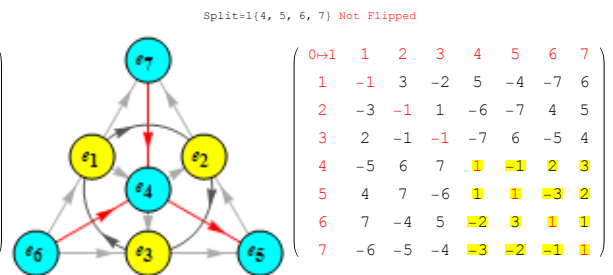 Split=1{4, 5, 6, 7} Not Flipped
e7
e1
e2
e4
e6
e3
e5
0↦1 1 2 3 4 5 6 7
1 -1 3 -2 5 -4 -7 6
2 -3 -1 1 -6 -7 4 5
3 2 -1 -1 -7 6 -5 4
4 -5 6 7 1 -1 2 3
5 4 7 -6 1 1 -3 2
6 7 -4 5 -2 3 1 1
7 -6 -5 -4 -3 -2 -1 1